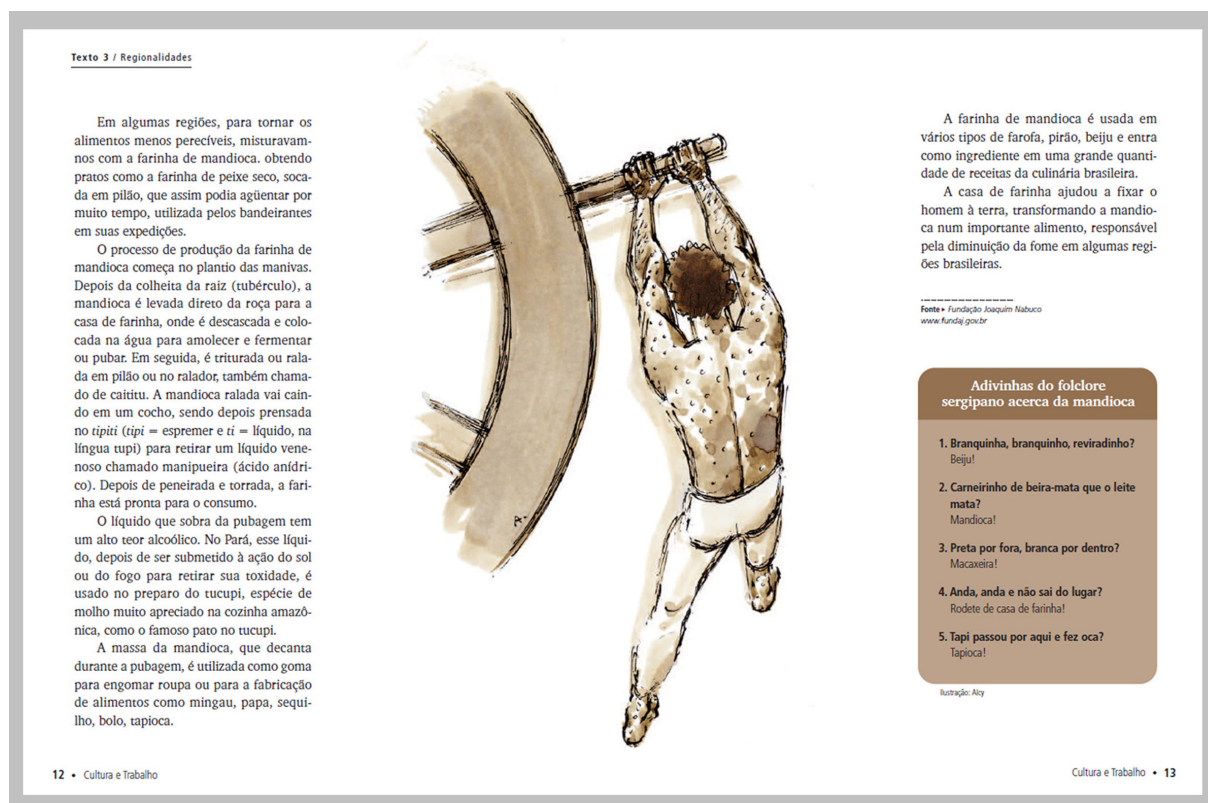 Texto 3 / Regionalidades
Em algumas regiões, para tornar os
alimentos menos perecíveis, misturavam-
nos com a farinha de mandioca. obtendo
pratos como a farinha de peixe seco, soca-
da em pilão, que assim podia agüentar por
muito tempo, utilizada pelos bandeirantes
em suas expedições.
O processo de produção da farinha de
mandioca começa no plantio das manivas.
Depois da colheita da raiz (tubérculo), a
mandioca é levada direto da roça para a
casa de farinha, onde é descascada e colo-
cada na água para amolecer e fermentar
ou pubar. Em seguida, é triturada ou rala-
da em pilão ou no ralador, também chama-
do de caititu. A mandioca ralada vai cain-
do em um cocho, sendo depois prensada
no tipiti (tipi = espremer e ti = líquido, na
língua tupi) para retirar um líquido vene-
noso chamado manipueira (ácido anídri-
co). Depois de peneirada e torrada, a fari-
nha está pronta para o consumo.
O líquido que sobra da pubagem tem
um alto teor alcoólico. No Pará, esse líqui-
do, depois de ser submetido à ação do sol
ou do fogo para retirar sua toxidade, é
usado no preparo do tucupi, espécie de
molho muito apreciado na cozinha amazô-
nica, como o famoso pato no tucupi.
A massa da mandioca, que decanta
durante a pubagem, é utilizada como goma
para engomar roupa ou para a fabricação
de alimentos como mingau, papa, sequi-
lho, bolo, tapioca.
12 • Cultura e Trabalho
A farinha de mandioca é usada em
vários tipos de farofa, pirão, beiju e entra
como ingrediente em uma grande quanti-
dade de receitas da culinária brasileira.
A casa de farinha ajudou a fixar o
homem à terra, transformando a mandio-
ca num importante alimento, responsável
pela diminuição da fome em algumas regi-
ões brasileiras.
Fonte ▸ Fundação Joaquim Nabuco
www.fundaj.gov.br
Adivinhas do folclore
sergipano acerca da mandioca
1. Branquinha, branquinho, reviradinho?
Beiju!
2. Carneirinho de beira-mata que o leite
mata?
Mandioca!
3. Preta por fora, branca por dentro?
Macaxeira!
4. Anda, anda e não sai do lugar?
Rodete de casa de farinha!
5. Tapi passou por aqui e fez oca?
Tapioca!
Ilustração: Alcy
Cultura e Trabalho • 13